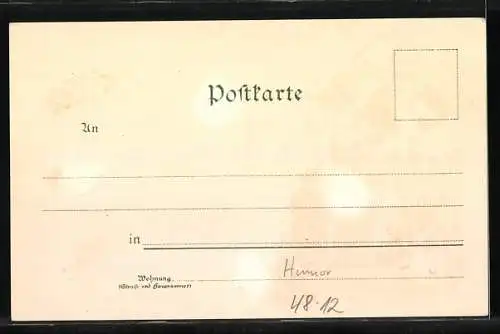 Postkarte
An
in
Wohnung
(Straße und Hausnummer)
Humor
48.12